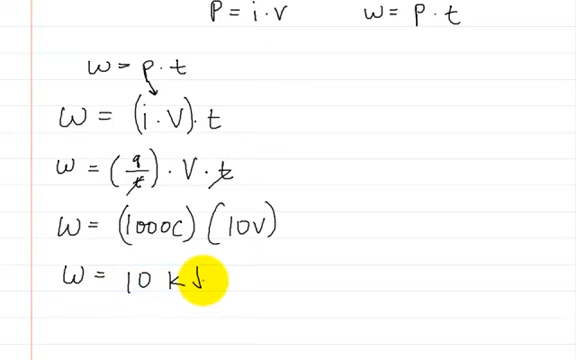 P = i · v    w = p · t
w = p · t
w = (i · V) · t
w = (q/t) · V · t
w = (1000C) (10V)
w = 10 kJ